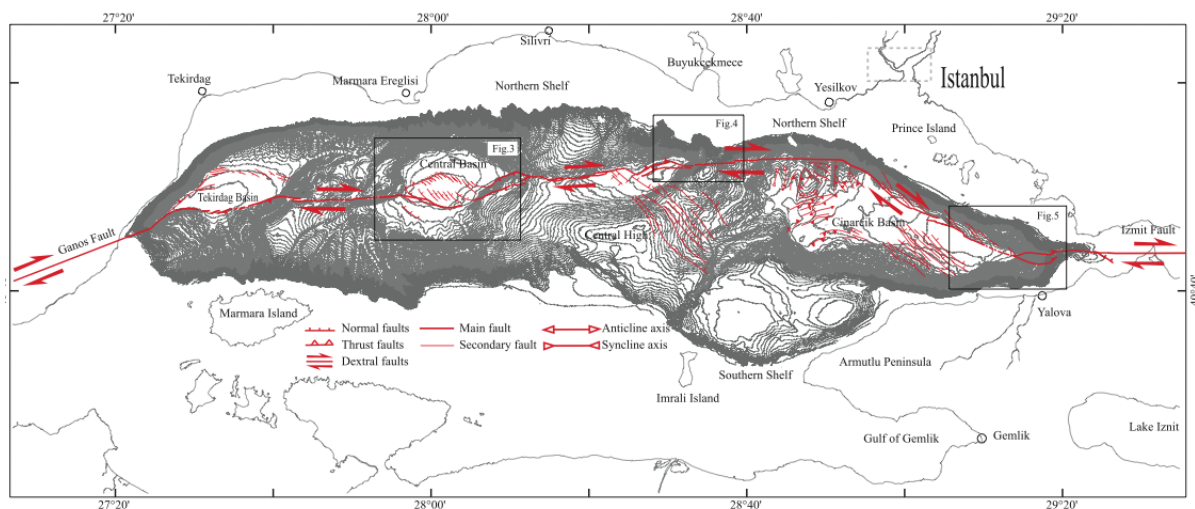 27°20'
28°00'
28°40'
29°20'
Silivri
Buyukcekmece
Istanbul
Tekirdag
Marmara Ereglisi
Northern Shelf
Yesilkov
Fig.4
Northern Shelf
Prince Island
Fig.3
Central Basin
Tekirdag Basin
Fig.5
Ganos Fault
Central High
Cinarcik Basin
Izmit Fault
40°40'
Marmara Island
Yalova
Normal faults
Main fault
Anticline axis
Thrust faults
Secondary fault
Syncline axis
Dextral faults
Armutlu Peninsula
Southern Shelf
Imrali Island
Gulf of Gemlik
Gemlik
Lake Iznit
27°20'
28°00'
28°40'
29°20'